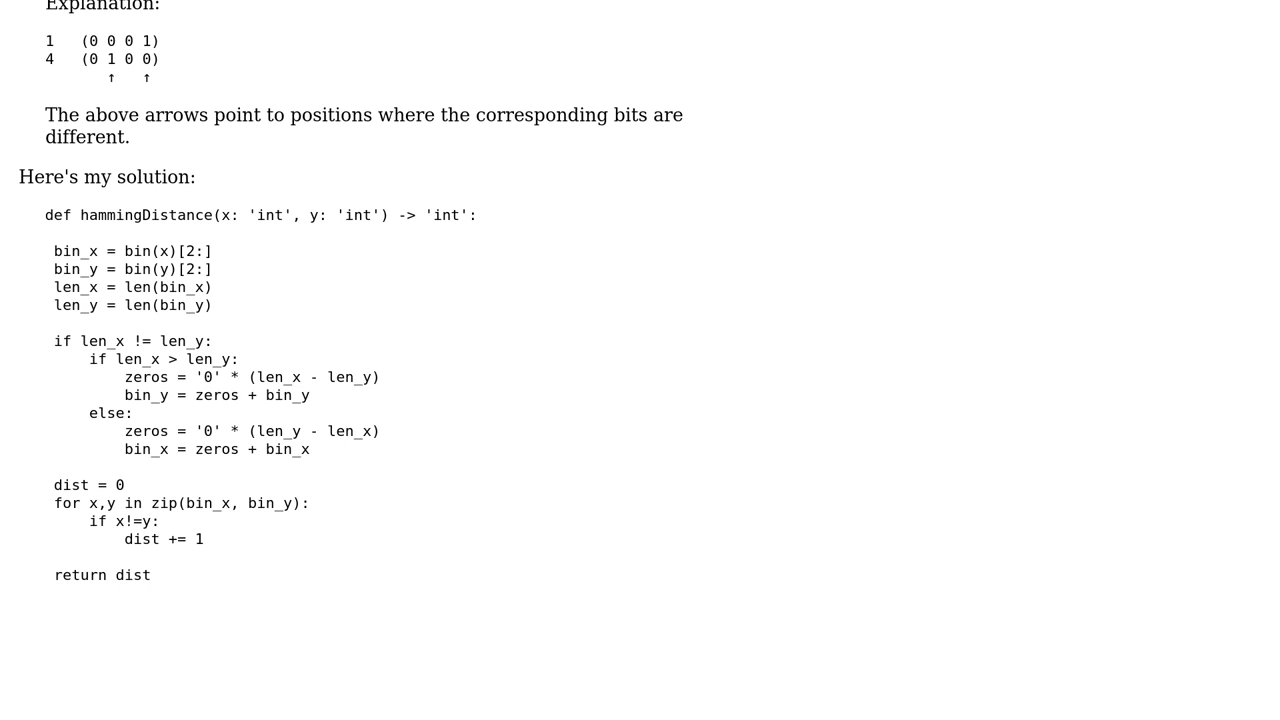 Explanation:
1   (0 0 0 1)
4   (0 1 0 0)
       ↑   ↑
The above arrows point to positions where the corresponding bits are
different.
Here's my solution:
def hammingDistance(x: 'int', y: 'int') -> 'int':
 bin_x = bin(x)[2:]
 bin_y = bin(y)[2:]
 len_x = len(bin_x)
 len_y = len(bin_y)
 if len_x != len_y:
     if len_x > len_y:
         zeros = '0' * (len_x - len_y)
         bin_y = zeros + bin_y
     else:
         zeros = '0' * (len_y - len_x)
         bin_x = zeros + bin_x
 dist = 0
 for x,y in zip(bin_x, bin_y):
     if x!=y:
         dist += 1
 return dist